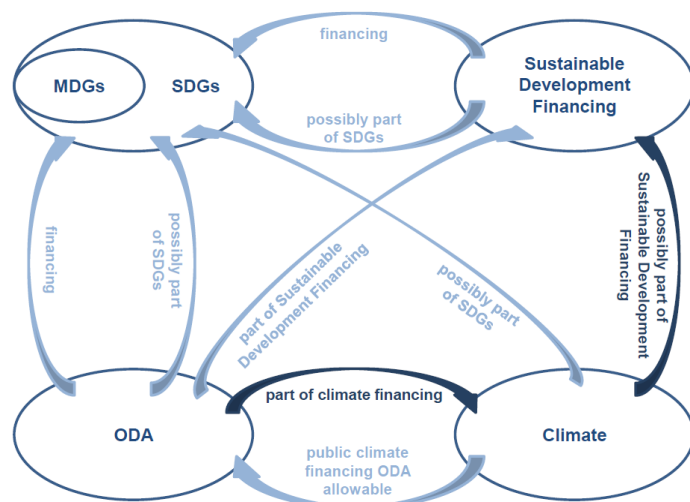 financing
MDGs
SDGs
Sustainable
Development
Financing
possibly part
of SDGs
financing
possibly part
of SDGs
part of Sustainable
Development Financing
possibly part
of SDGs
possibly part of
Sustainable Development
Financing
part of climate financing
ODA
Climate
public climate
financing ODA
allowable